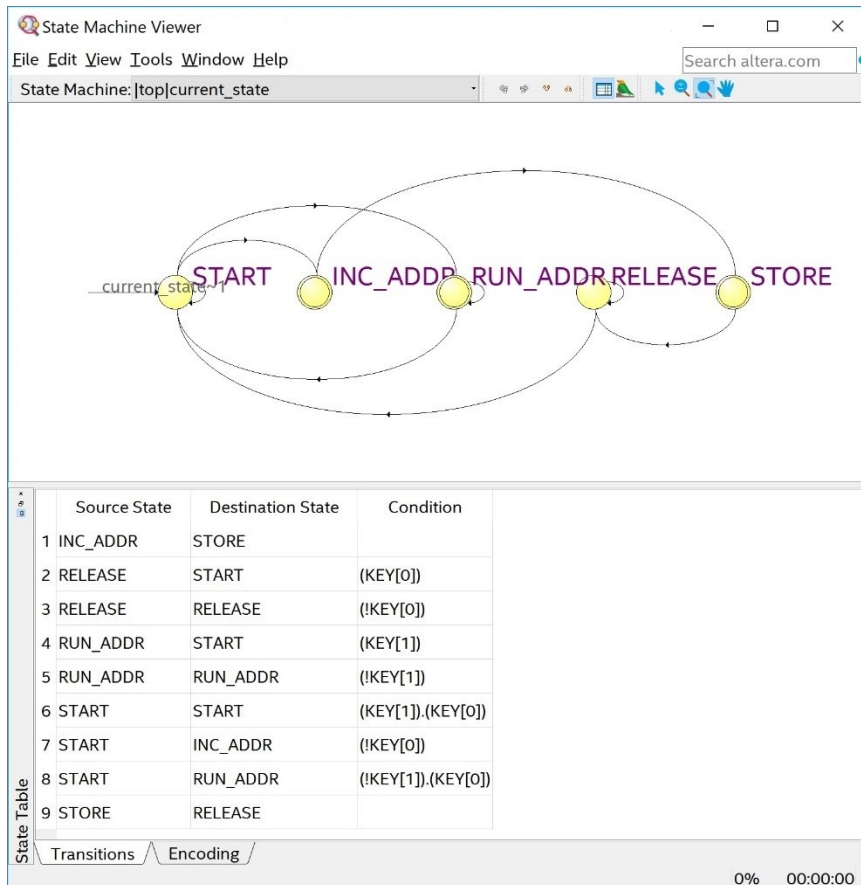 State Machine Viewer
File Edit View Tools Window Help
Search altera.com
State Machine: |top|current_state
START INC_ADDR RUN_ADDR RELEASE STORE
current_state~1
Source State Destination State Condition
1 INC_ADDR STORE
2 RELEASE START (KEY[0])
3 RELEASE RELEASE (!KEY[0])
4 RUN_ADDR START (KEY[1])
5 RUN_ADDR RUN_ADDR (!KEY[1])
6 START START (KEY[1]).(KEY[0])
7 START INC_ADDR (!KEY[0])
8 START RUN_ADDR (!KEY[1]).(KEY[0])
9 STORE RELEASE
State Table
Transitions Encoding
0% 00:00:00